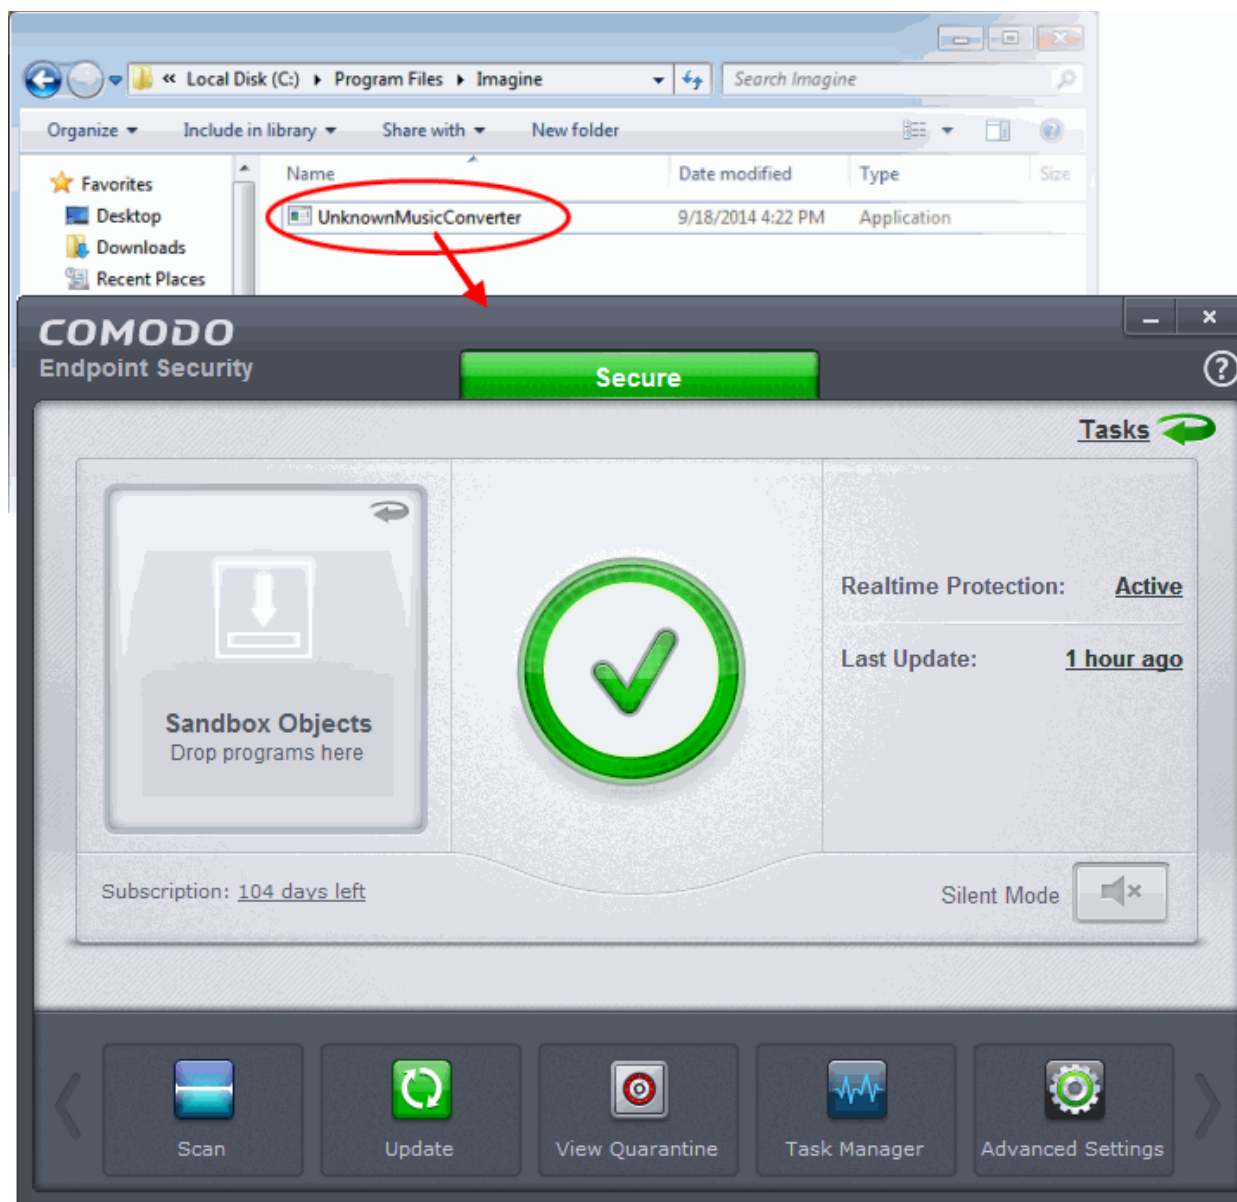 « Local Disk (C:) Program Files Imagine Search Imagine
Organize Include in library Share with New folder
Name Date modified Type Size
Favorites
UnknownMusicConverter 9/18/2014 4:22 PM Application
Desktop
Downloads
Recent Places
COMODO
Endpoint Security
Secure
?
Tasks
Sandbox Objects
Drop programs here
Realtime Protection: Active
Last Update: 1 hour ago
Subscription: 104 days left
Silent Mode
Scan
Update
View Quarantine
Task Manager
Advanced Settings